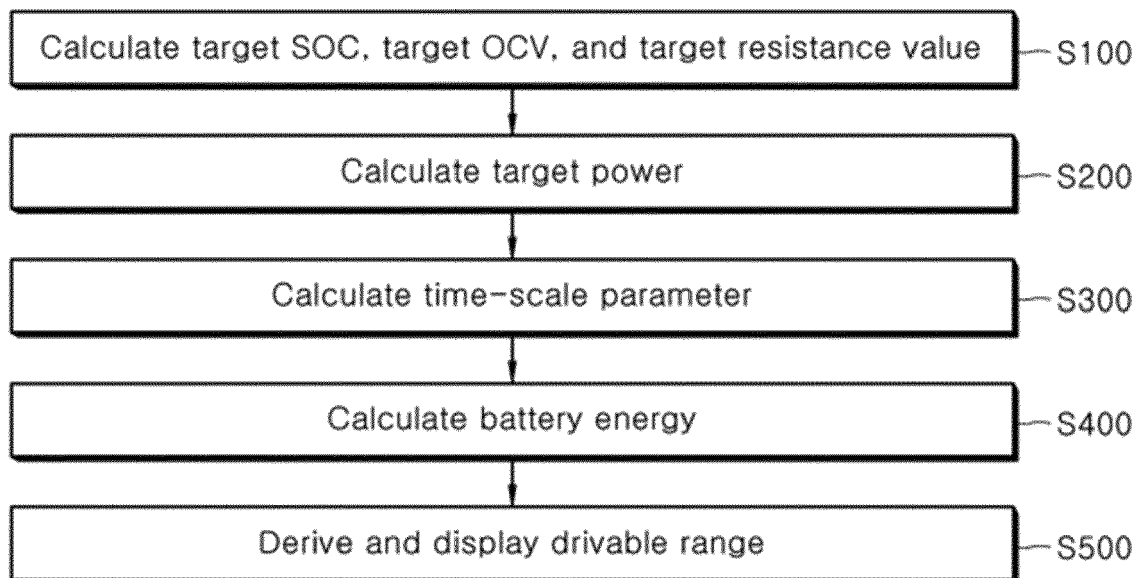 Calculate target SOC, target OCV, and target resistance value S100
Calculate target power S200
Calculate time-scale parameter S300
Calculate battery energy S400
Derive and display drivable range S500